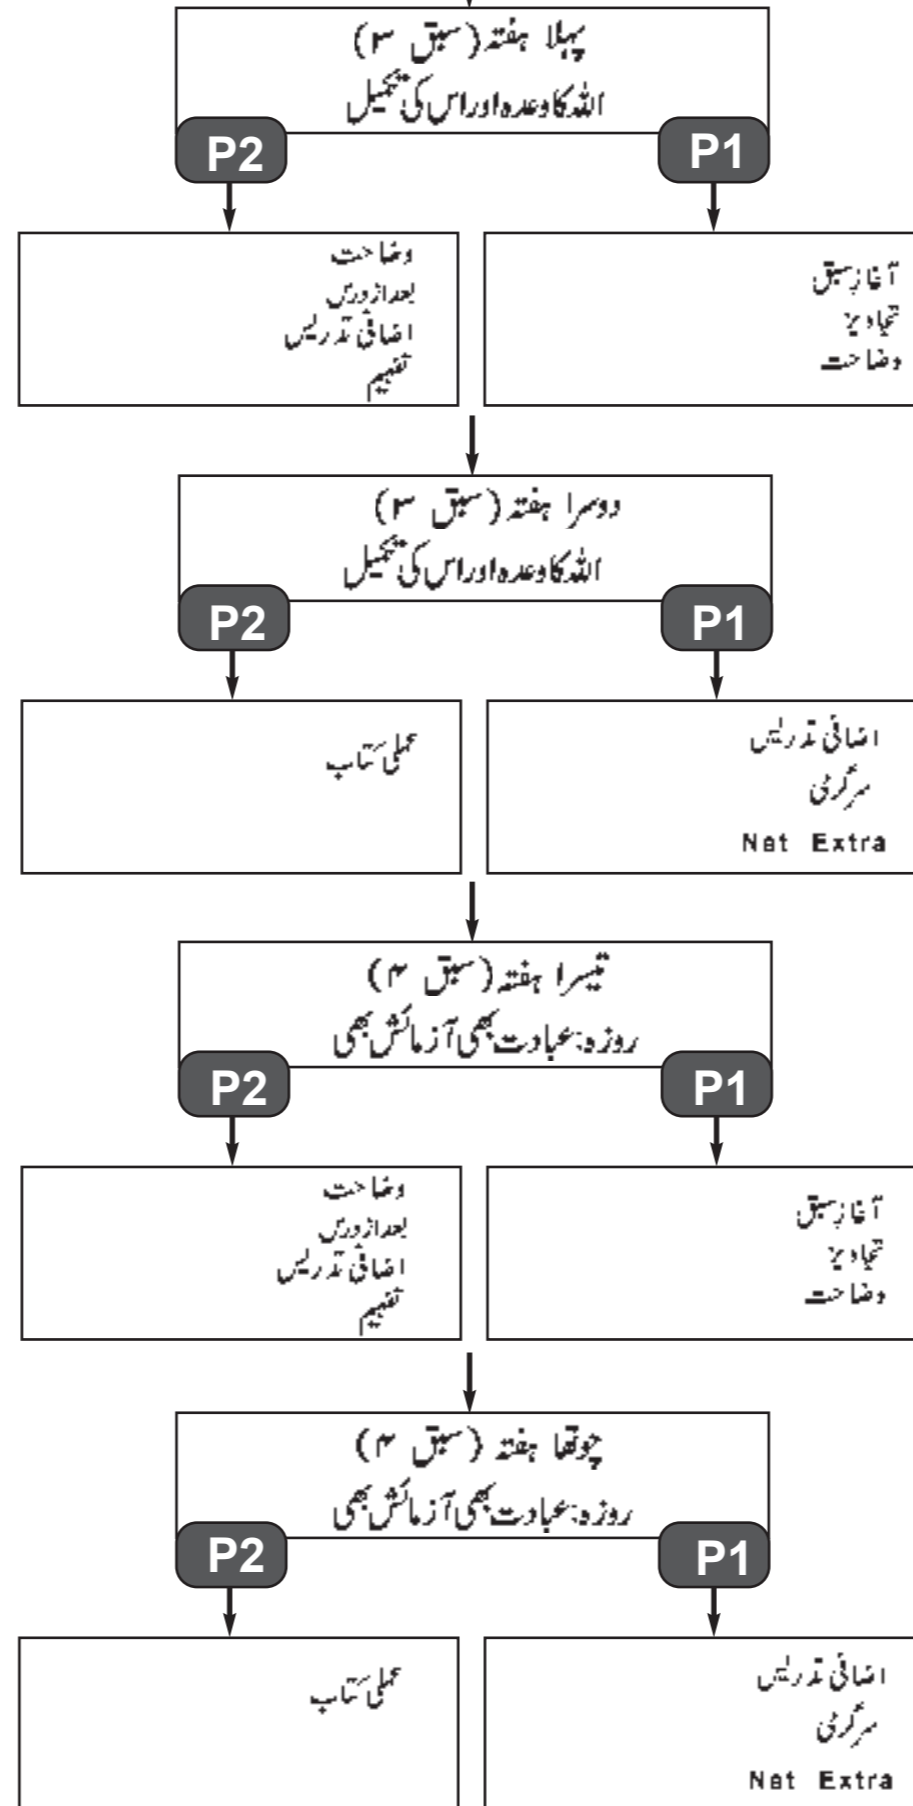 پہلا ہفتہ (سبق ۳)
اللہ کا وعدہ اور اس کی تکمیل
P1
P2
آغازِ سبق
تجاویز
وضاحت
وضاحت
بعد از درس
اضافی تدریس
تفہیم
دوسرا ہفتہ (سبق ۳)
اللہ کا وعدہ اور اس کی تکمیل
P1
P2
اضافی تدریس
سرگرمی
Net Extra
عملی کتاب
تیسرا ہفتہ (سبق ۴)
روزہ: عبادت بھی آزمائش بھی
P1
P2
آغازِ سبق
تجاویز
وضاحت
وضاحت
بعد از درس
اضافی تدریس
تفہیم
چوتھا ہفتہ (سبق ۴)
روزہ: عبادت بھی آزمائش بھی
P1
P2
اضافی تدریس
سرگرمی
Net Extra
عملی کتاب